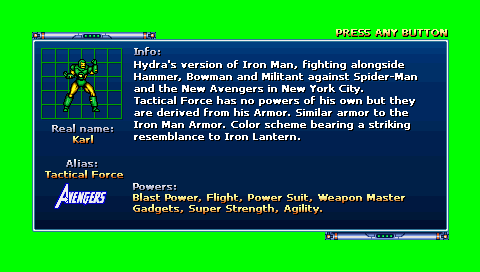 PRESS ANY BUTTON
Info:
Hydra's version of Iron Man, fighting alongside
Hammer, Bowman and Militant against Spider-Man
and the New Avengers in New York City.
Tactical Force has no powers of his own but they
are derived from his Armor. Similar armor to the
Iron Man Armor. Color scheme bearing a striking
resemblance to Iron Lantern.
Real name:
Karl
Alias:
Tactical Force
AVENGERS
Powers:
Blast Power, Flight, Power Suit, Weapon Master
Gadgets, Super Strength, Agility.